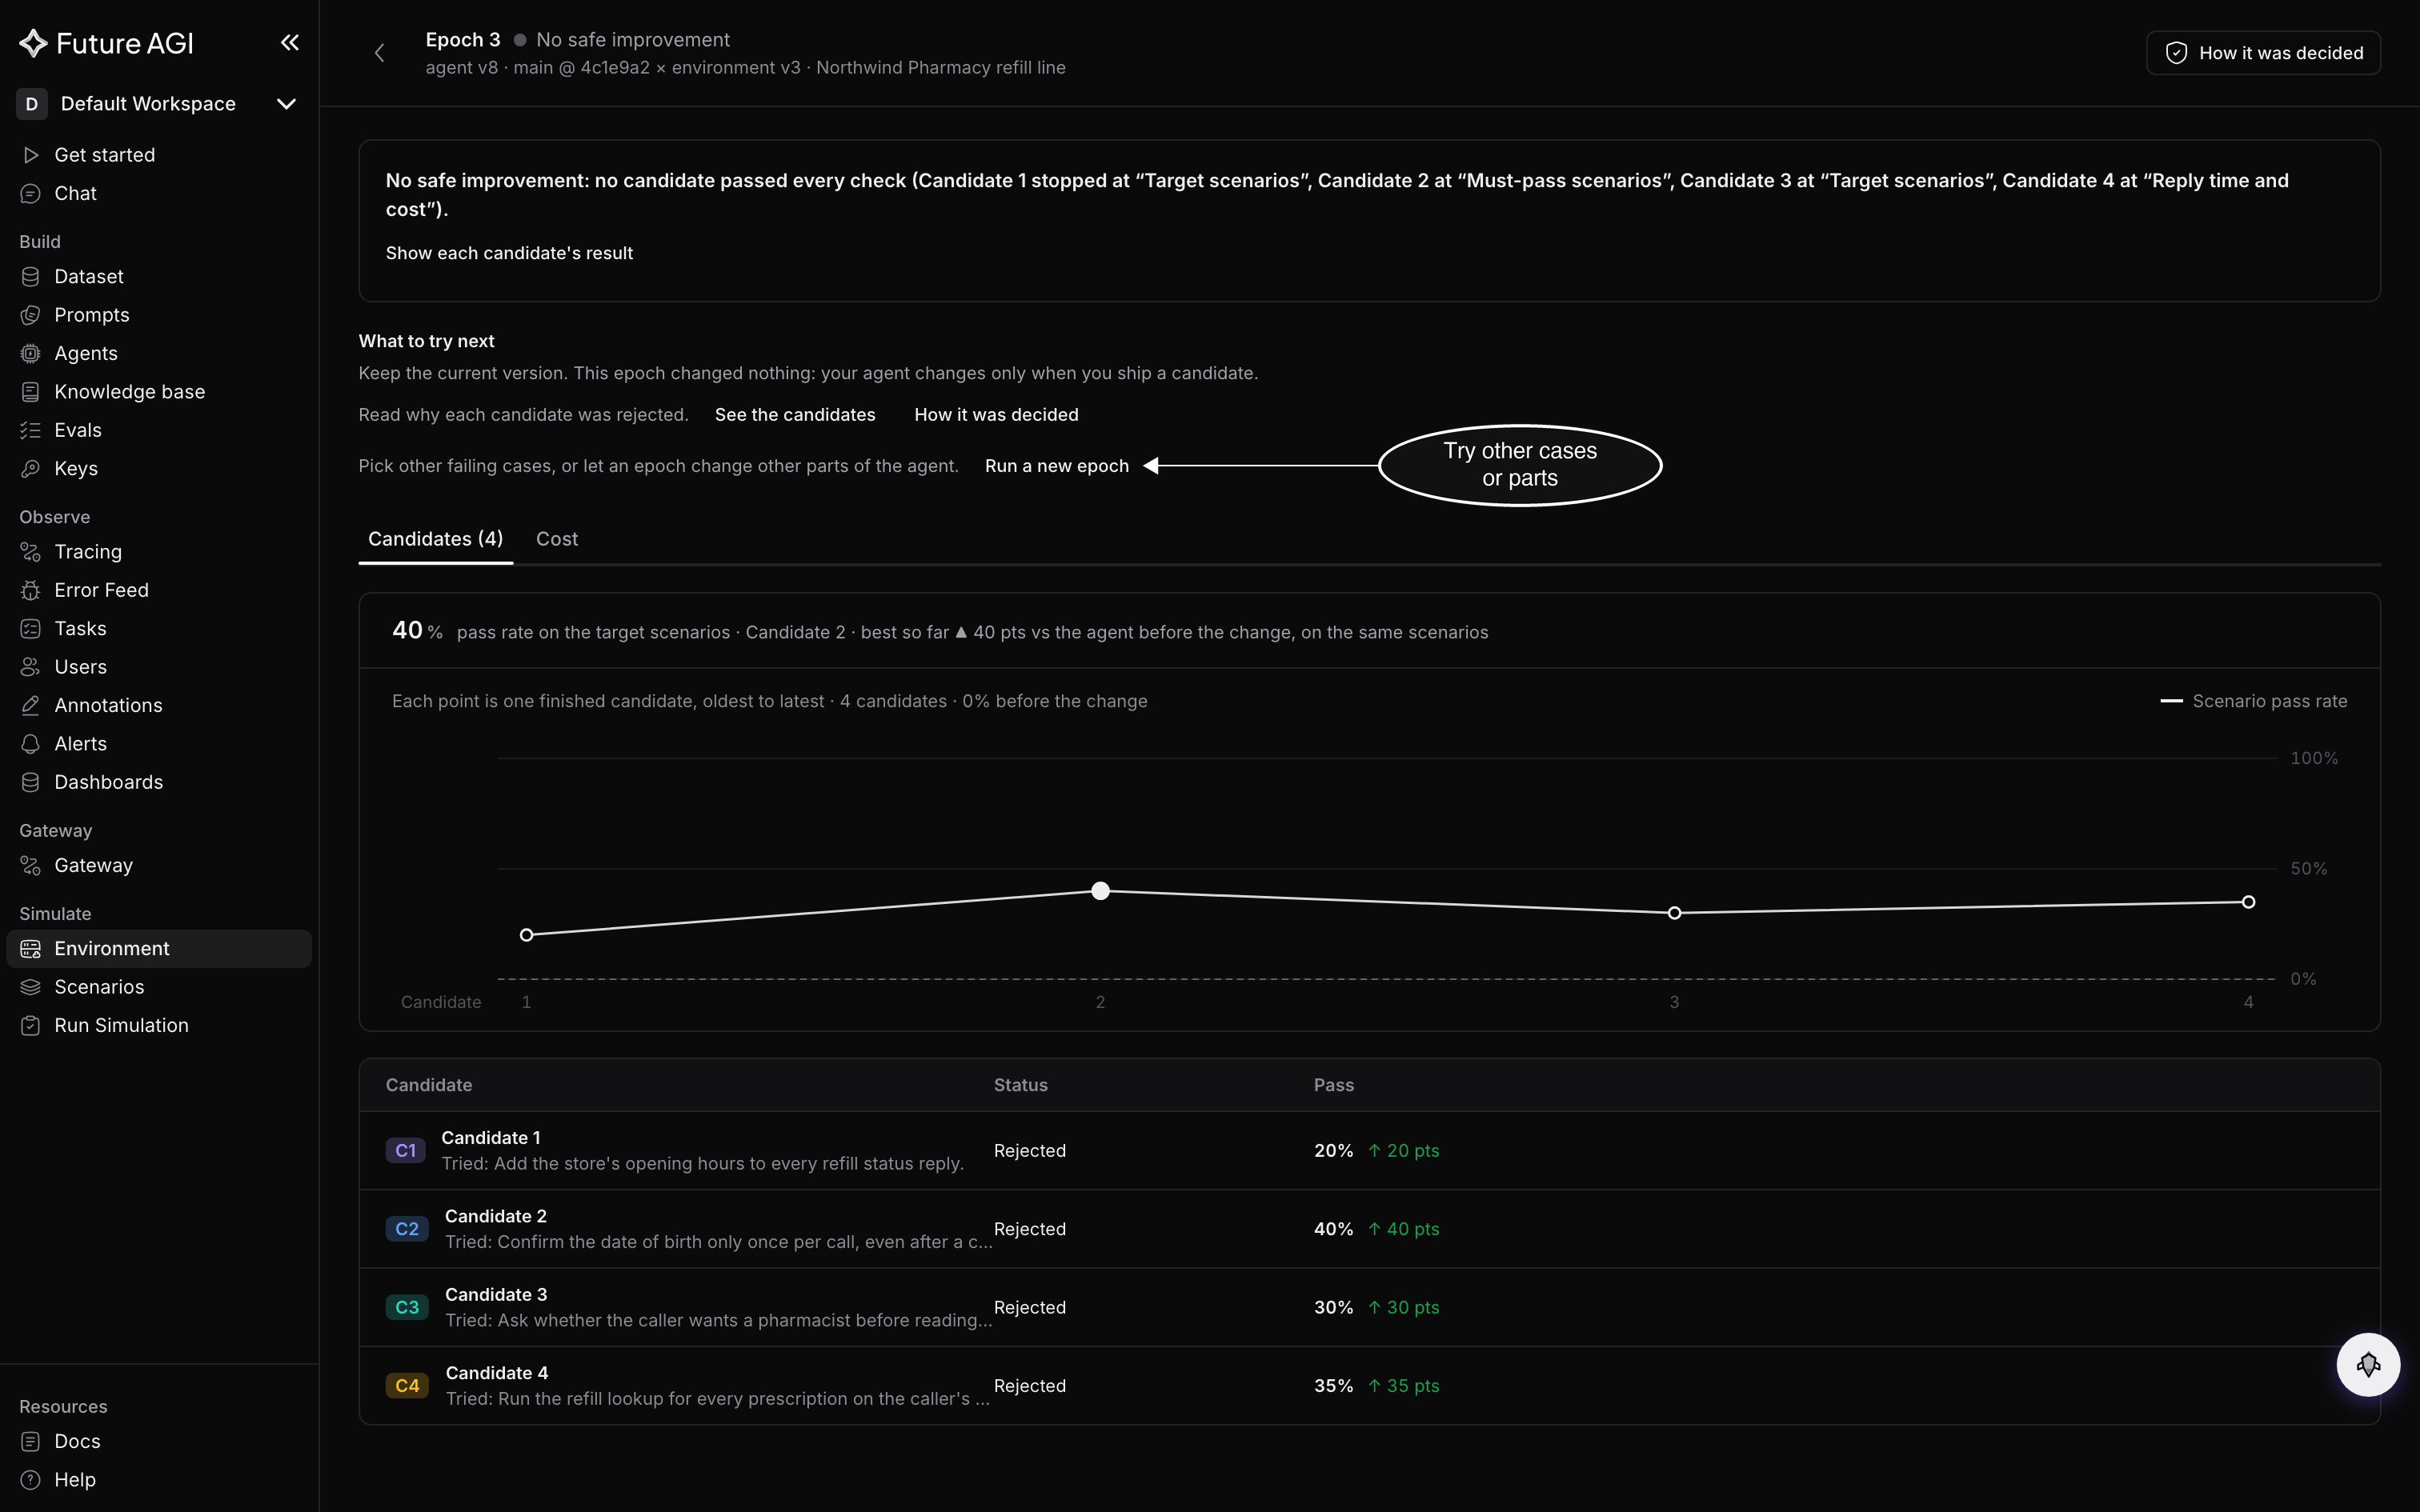 Future AGI
D Default Workspace
Get started
Chat
Build
Dataset
Prompts
Agents
Knowledge base
Evals
Keys
Observe
Tracing
Error Feed
Tasks
Users
Annotations
Alerts
Dashboards
Gateway
Gateway
Simulate
Environment
Scenarios
Run Simulation
Resources
Docs
Help
Epoch 3 No safe improvement
agent v8 · main @ 4c1e9a2 × environment v3 · Northwind Pharmacy refill line
How it was decided
No safe improvement: no candidate passed every check (Candidate 1 stopped at “Target scenarios”, Candidate 2 at “Must-pass scenarios”, Candidate 3 at “Target scenarios”, Candidate 4 at “Reply time and
cost”).
Show each candidate's result
What to try next
Keep the current version. This epoch changed nothing: your agent changes only when you ship a candidate.
Read why each candidate was rejected. See the candidates How it was decided
Pick other failing cases, or let an epoch change other parts of the agent. Run a new epoch
Try other cases
or parts
Candidates (4) Cost
40 % pass rate on the target scenarios · Candidate 2 · best so far ▲ 40 pts vs the agent before the change, on the same scenarios
Each point is one finished candidate, oldest to latest · 4 candidates · 0% before the change
Scenario pass rate
100%
50%
0%
Candidate 1 2 3 4
Candidate Status Pass
C1 Candidate 1
Tried: Add the store's opening hours to every refill status reply.
Rejected 20% ↑ 20 pts
C2 Candidate 2
Tried: Confirm the date of birth only once per call, even after a c...
Rejected 40% ↑ 40 pts
C3 Candidate 3
Tried: Ask whether the caller wants a pharmacist before reading...
Rejected 30% ↑ 30 pts
C4 Candidate 4
Tried: Run the refill lookup for every prescription on the caller's ...
Rejected 35% ↑ 35 pts